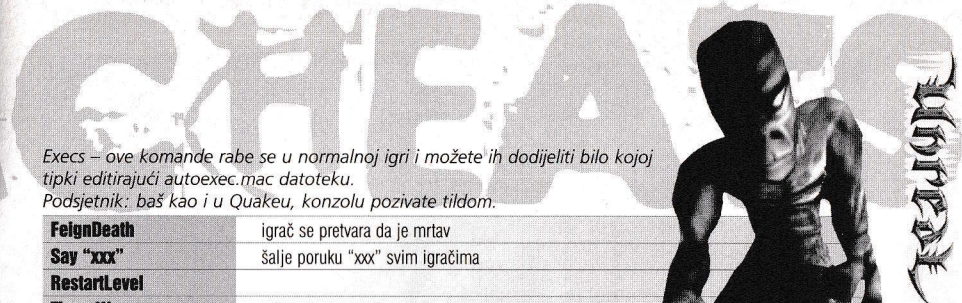 CHEATS
Unreal
Execs – ove komande rabe se u normalnoj igri i možete ih dodijeliti bilo kojoj
tipki editirajući autoexec.mac datoteku.
Podsjetnik: baš kao i u Quakeu, konzolu pozivate tildom.
FeignDeath igrač se pretvara da je mrtav
Say "xxx" šalje poruku "xxx" svim igračima
RestartLevel